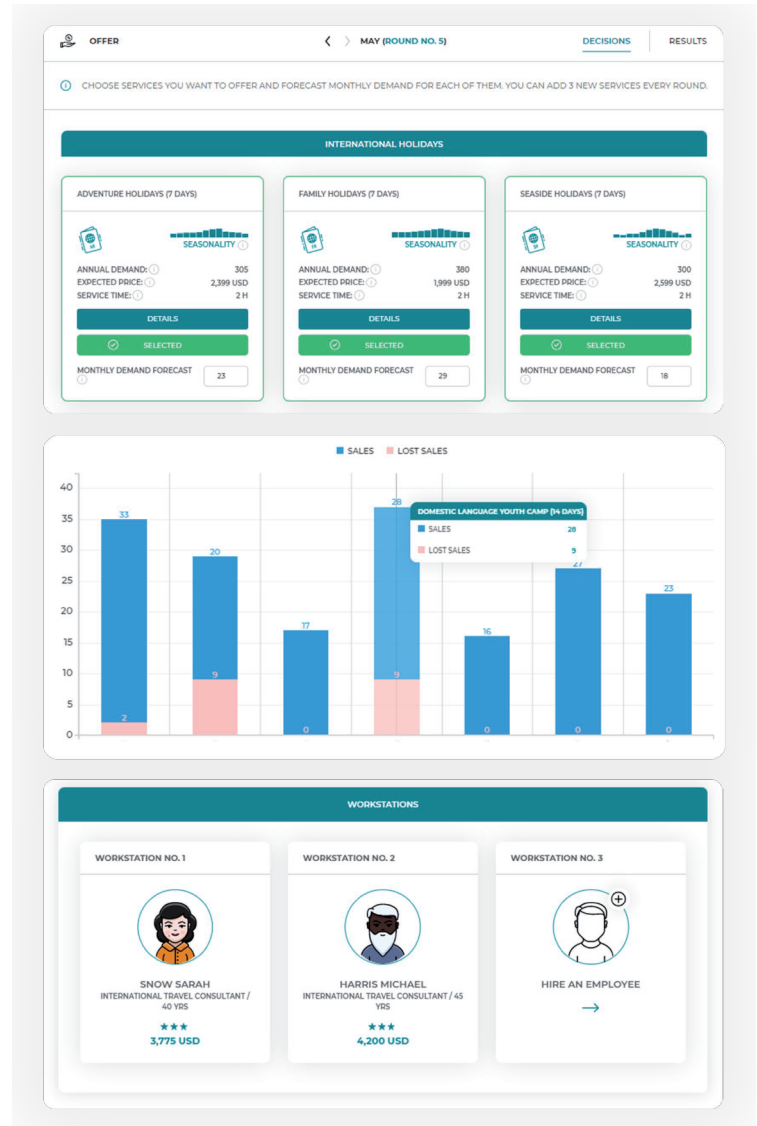 OFFER
MAY (ROUND NO. 5)
DECISIONS
RESULTS
CHOOSE SERVICES YOU WANT TO OFFER AND FORECAST MONTHLY DEMAND FOR EACH OF THEM. YOU CAN ADD 3 NEW SERVICES EVERY ROUND.
INTERNATIONAL HOLIDAYS
ADVENTURE HOLIDAYS (7 DAYS)
SEASONALITY
ANNUAL DEMAND: 305
EXPECTED PRICE: 2,399 USD
SERVICE TIME: 2 H
DETAILS
SELECTED
MONTHLY DEMAND FORECAST 23
FAMILY HOLIDAYS (7 DAYS)
SEASONALITY
ANNUAL DEMAND: 380
EXPECTED PRICE: 1,999 USD
SERVICE TIME: 2 H
DETAILS
SELECTED
MONTHLY DEMAND FORECAST 29
SEASIDE HOLIDAYS (7 DAYS)
SEASONALITY
ANNUAL DEMAND: 300
EXPECTED PRICE: 2,599 USD
SERVICE TIME: 2 H
DETAILS
SELECTED
MONTHLY DEMAND FORECAST 18
SALES LOST SALES
40
35
30
25
20
15
10
5
0
33
2
20
9
17
0
28
9
DOMESTIC LANGUAGE YOUTH CAMP (14 DAYS)
SALES 28
LOST SALES 9
16
0
27
0
23
0
WORKSTATIONS
WORKSTATION NO. 1
SNOW SARAH
INTERNATIONAL TRAVEL CONSULTANT /
40 YRS
3,775 USD
WORKSTATION NO. 2
HARRIS MICHAEL
INTERNATIONAL TRAVEL CONSULTANT / 45
YRS
4,200 USD
WORKSTATION NO. 3
HIRE AN EMPLOYEE